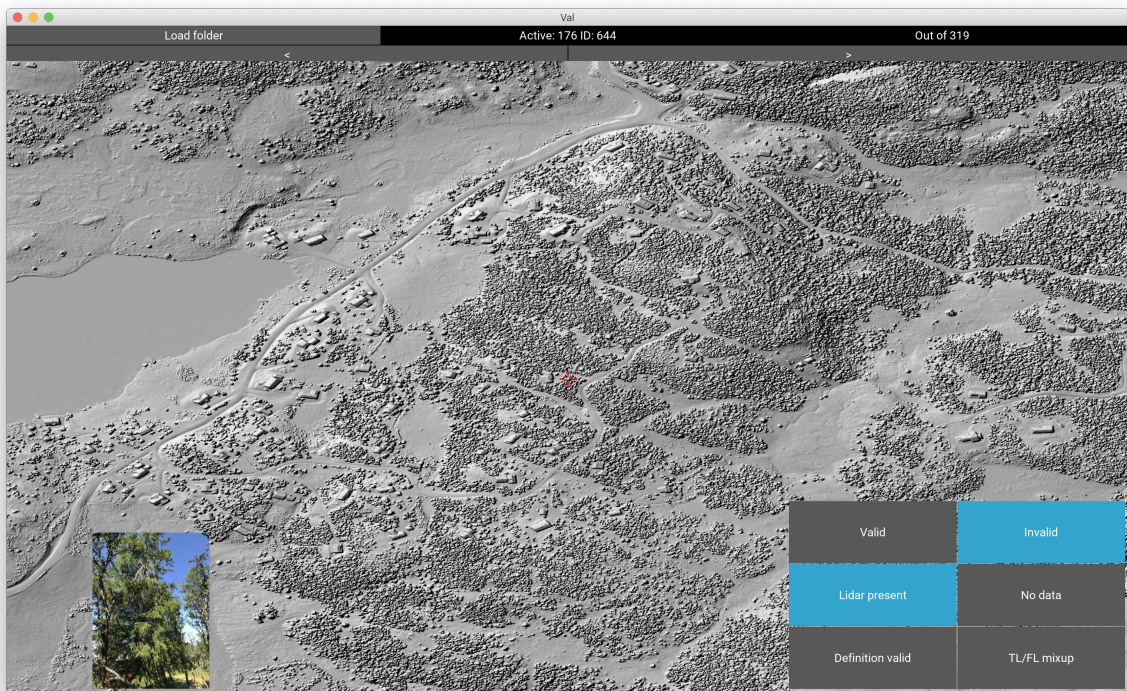 Val
Load folder
Active: 176 ID: 644
Out of 319
<
>
Valid
Invalid
Lidar present
No data
Definition valid
TL/FL mixup